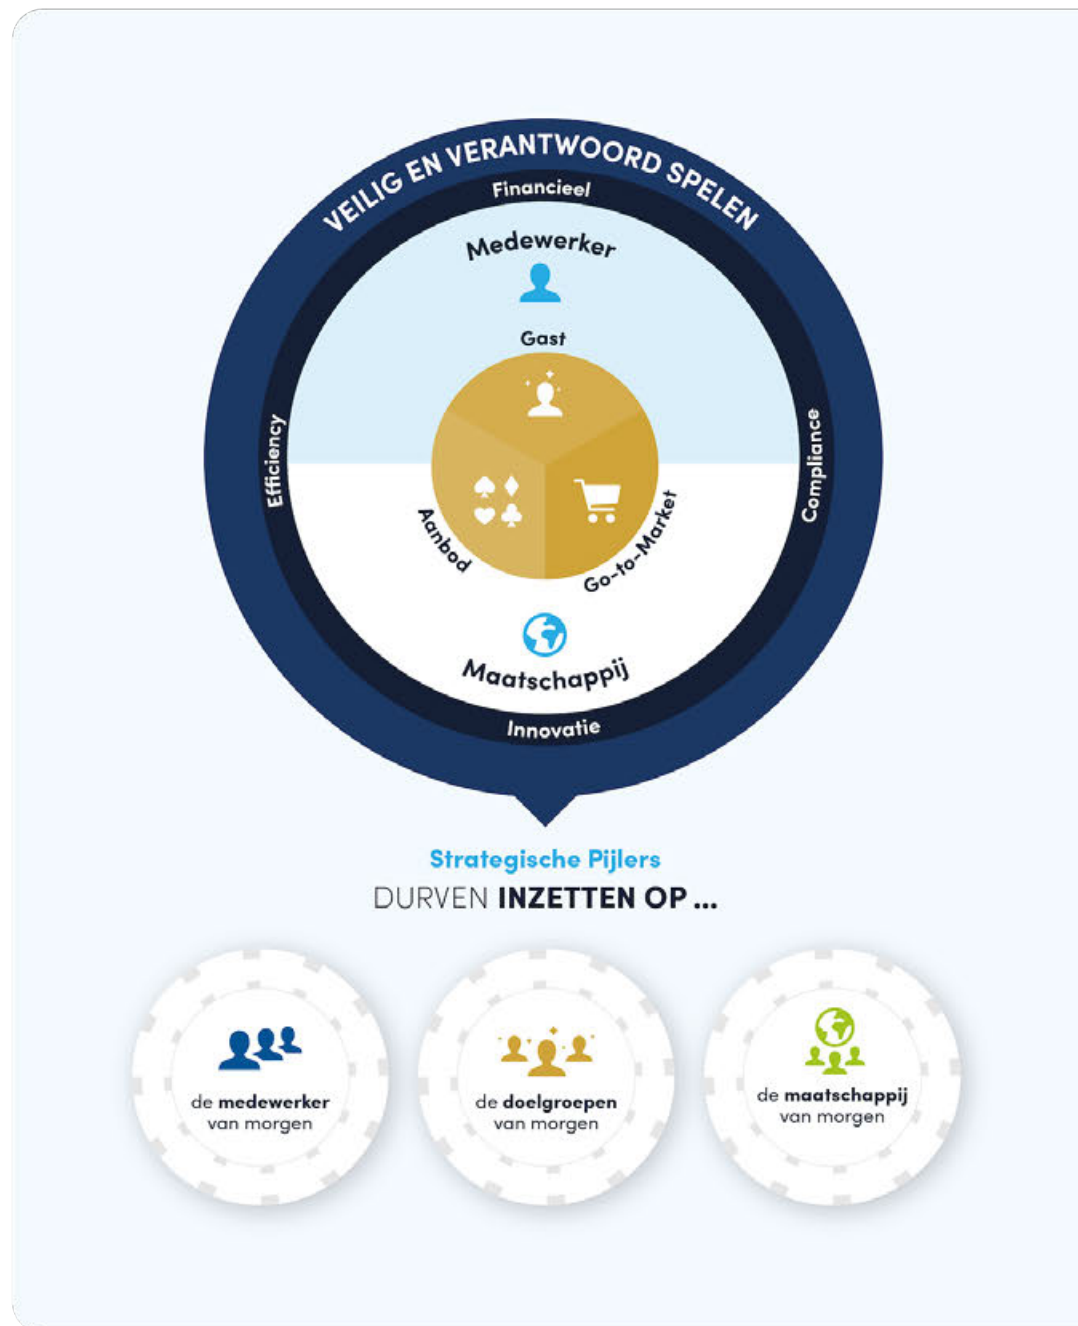 VEILIG EN VERANTWOORD SPELEN
Financieel
Medewerker
Gast
Efficiency
Compliance
Aanbod
Go-to-Market
Maatschappij
Innovatie
Strategische Pijlers
DURVEN INZETTEN OP ...
de medewerker
van morgen
de doelgroepen
van morgen
de maatschappij
van morgen